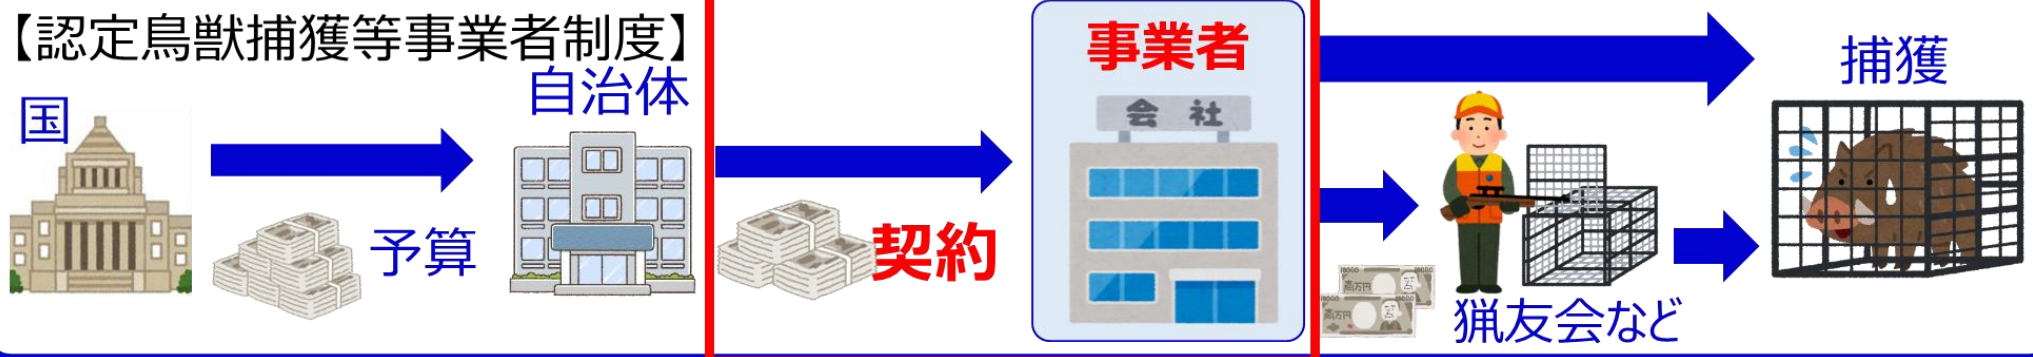 【認定鳥獣捕獲等事業者制度】
国
予算
自治体
契約
事業者
会社
猟友会など
捕獲